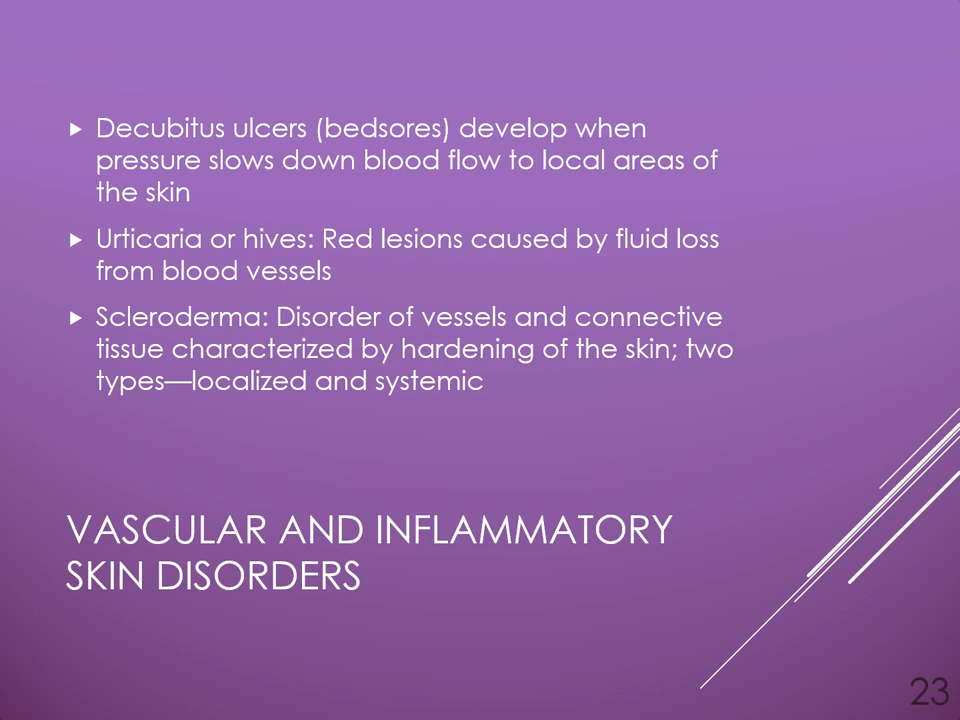 Decubitus ulcers (bedsores) develop when
pressure slows down blood flow to local areas of
the skin
Urticaria or hives: Red lesions caused by fluid loss
from blood vessels
Scleroderma: Disorder of vessels and connective
tissue characterized by hardening of the skin; two
types—localized and systemic
VASCULAR AND INFLAMMATORY
SKIN DISORDERS
23